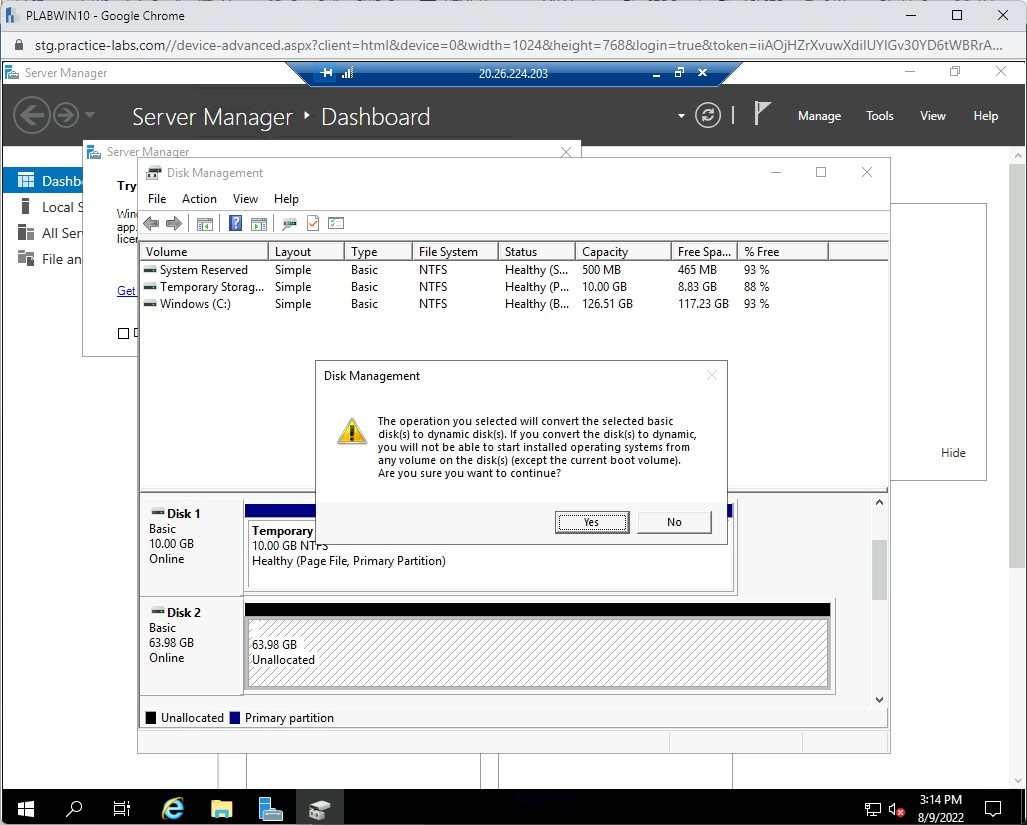 PLABWIN10 - Google Chrome
stg.practice-labs.com//device-advanced.aspx?client=html&device=0&width=1024&height=768&login=true&token=iiAOjHZrXvuwXdiIUYIGv30YD6tWBRrA...
Server Manager
20.26.224.203
Server Manager
Dashboard
Manage
Tools
View
Help
Server Manager
Disk Management
Dashb
Try
File
Action
View
Help
Local S
Win
All Ser
app.
licen
File an
Get
D
Volume
Layout
Type
File System
Status
Capacity
Free Spa...
% Free
System Reserved Simple Basic NTFS Healthy (S... 500 MB 465 MB 93 %
Temporary Storag... Simple Basic NTFS Healthy (P... 10.00 GB 8.83 GB 88 %
Windows (C:) Simple Basic NTFS Healthy (B... 126.51 GB 117.23 GB 93 %
Disk Management
The operation you selected will convert the selected basic
disk(s) to dynamic disk(s). If you convert the disk(s) to dynamic,
you will not be able to start installed operating systems from
any volume on the disk(s) (except the current boot volume).
Are you sure you want to continue?
Yes
No
Hide
Disk 1
Basic
10.00 GB
Online
Temporary
10.00 GB NTFS
Healthy (Page File, Primary Partition)
Disk 2
Basic
63.98 GB
Online
63.98 GB
Unallocated
Unallocated
Primary partition
3:14 PM
8/9/2022